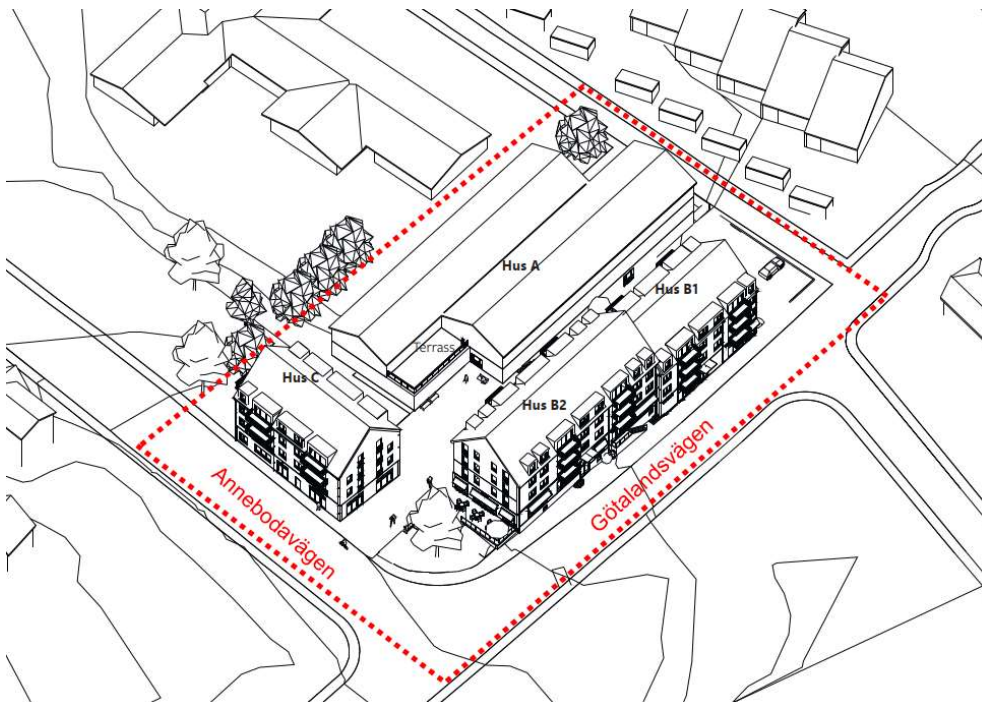 Hus A
Hus B1
Terrass
Hus C
Hus B2
Annebodavägen
Götalandsvägen